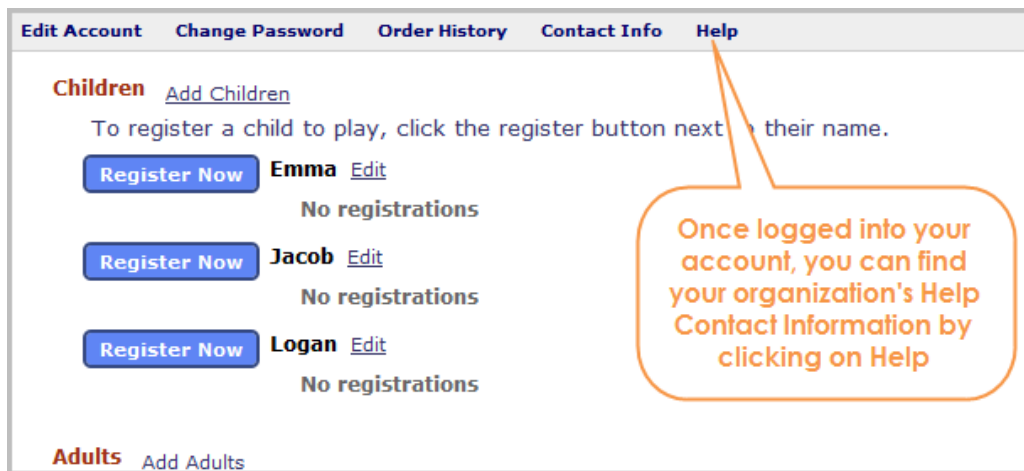 Edit Account Change Password Order History Contact Info Help
Children Add Children
To register a child to play, click the register button next to their name.
Register Now Emma Edit
No registrations
Register Now Jacob Edit
No registrations
Register Now Logan Edit
No registrations
Once logged into your
account, you can find
your organization's Help
Contact Information by
clicking on Help
Adults Add Adults